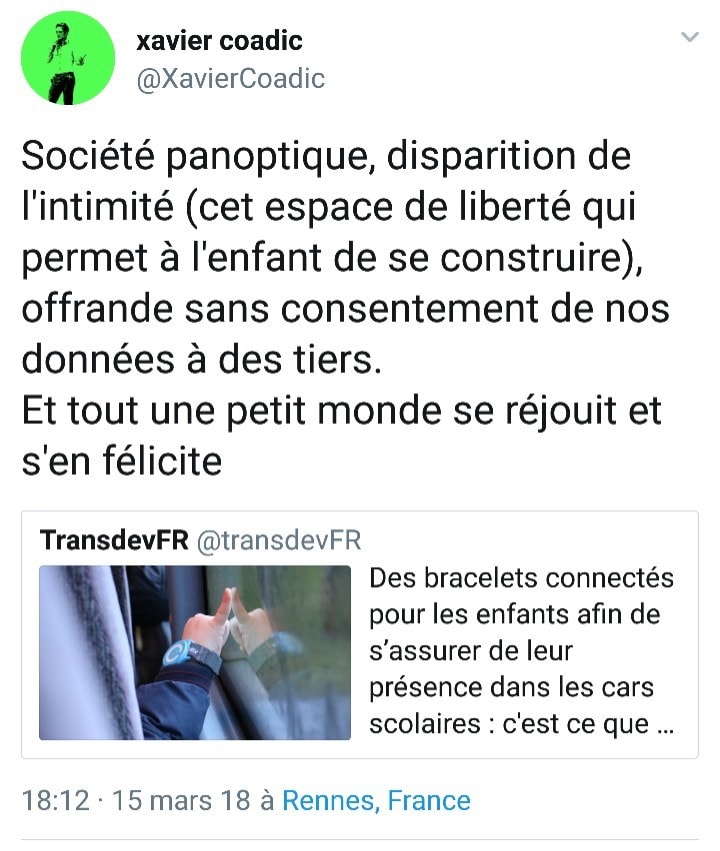 xavier coadic
@XavierCoadic
Société panoptique, disparition de
l'intimité (cet espace de liberté qui
permet à l'enfant de se construire),
offrande sans consentement de nos
données à des tiers.
Et tout une petit monde se réjouit et
s'en félicite
TransdevFR @transdevFR
Des bracelets connectés
pour les enfants afin de
s’assurer de leur
présence dans les cars
scolaires : c'est ce que ...
18:12 · 15 mars 18 à Rennes, France